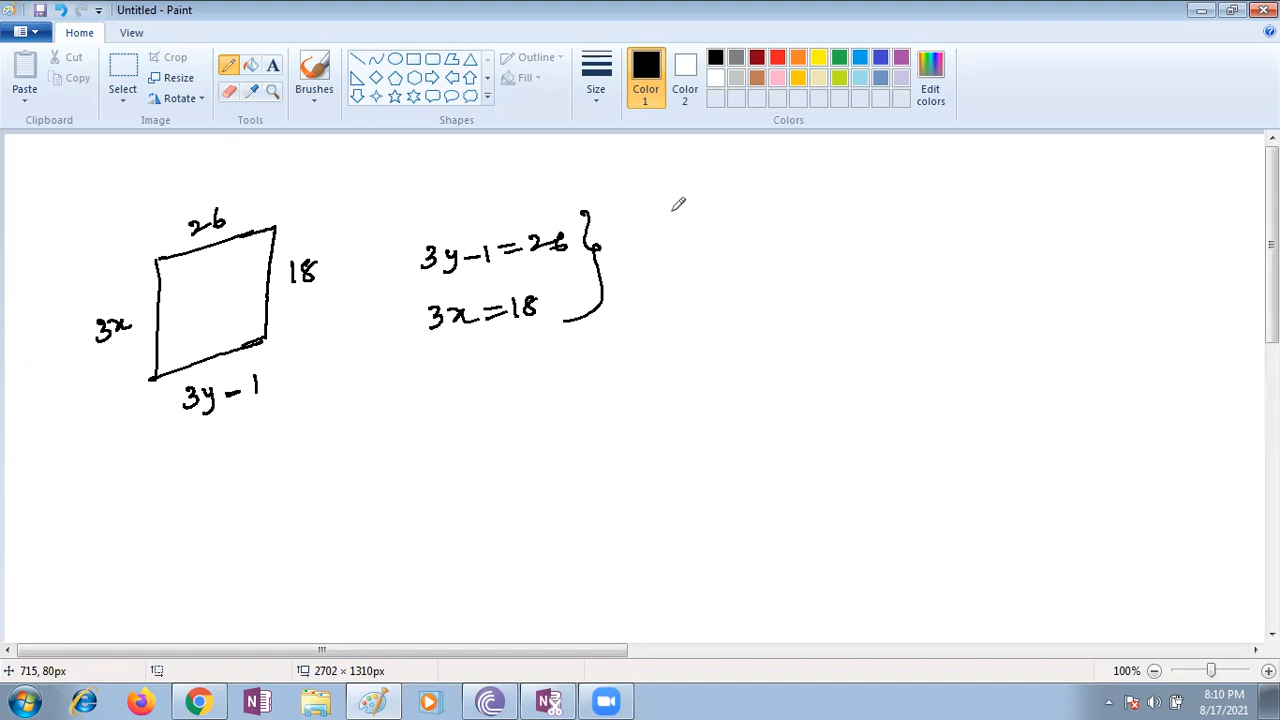 Untitled - Paint
Home View
Paste
Cut
Copy
Clipboard
Select
Crop
Resize
Rotate
Image
A
Tools
Brushes
Shapes
Outline
Fill
Size
Color 1
Color 2
Edit colors
Colors
26
18
3x
3y - 1
3y - 1 = 26
3x = 18
715, 80px
2702 × 1310px
100%
8:10 PM
8/17/2021